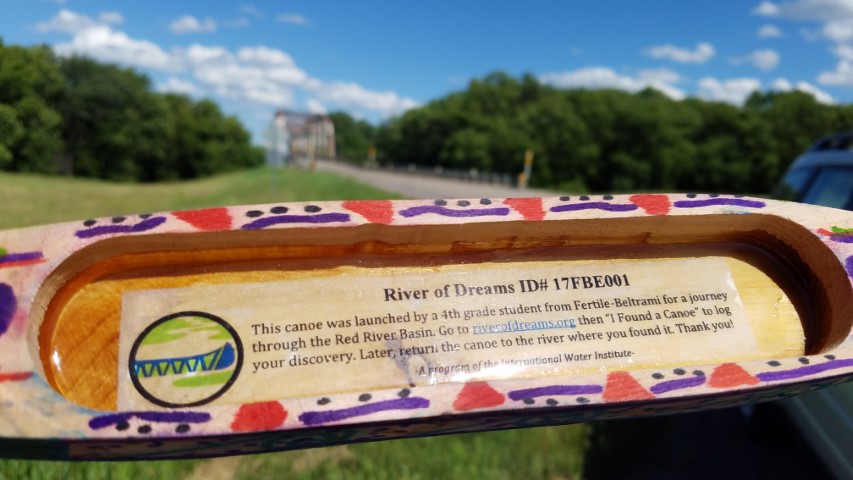 River of Dreams ID# 17FBE001
This canoe was launched by a 4th grade student from Fertile-Beltrami for a journey
through the Red River Basin. Go to riverofdreams.org then "I Found a Canoe" to log
your discovery. Later, return the canoe to the river where you found it. Thank you!
-A program of the International Water Institute-